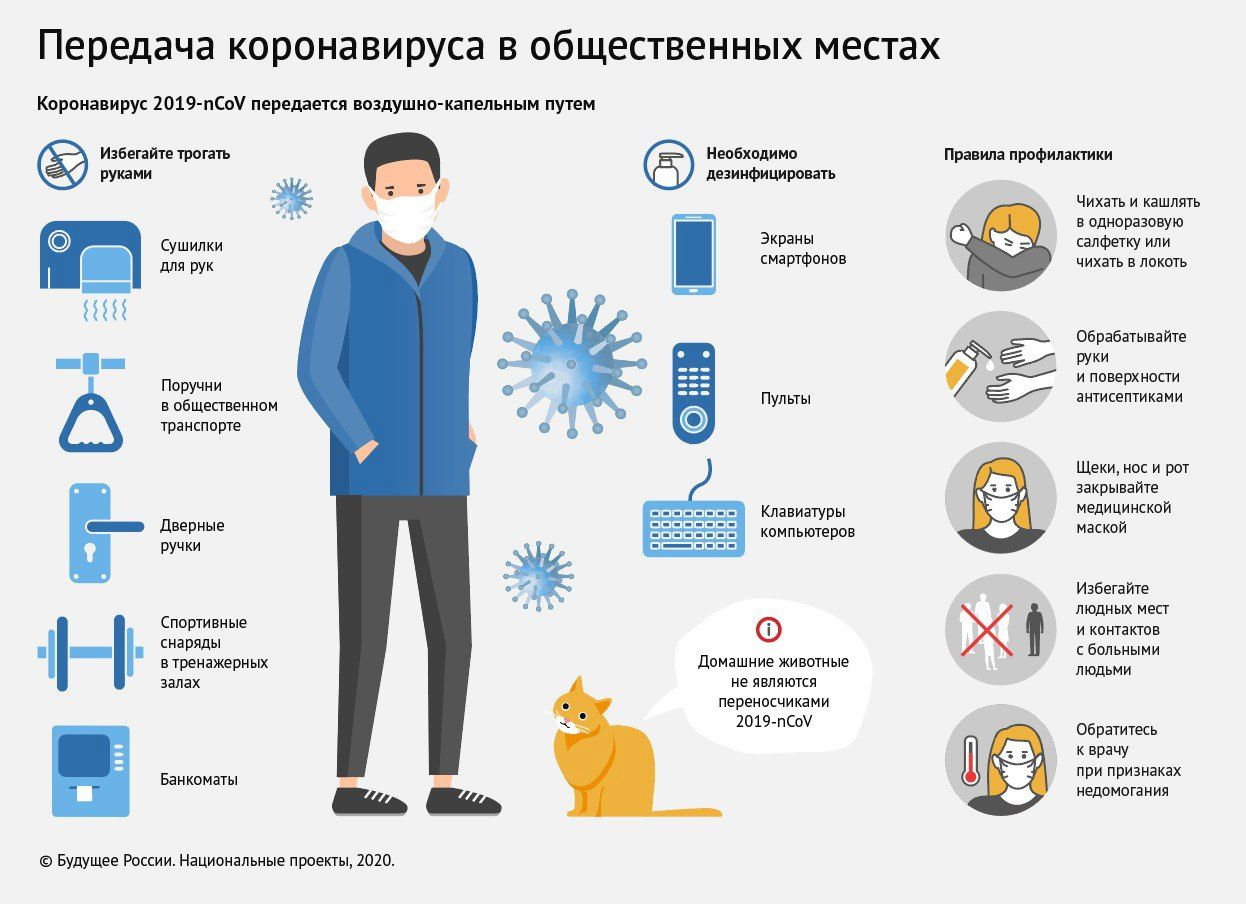 Передача коронавируса в общественных местах
Коронавирус 2019-nCoV передается воздушно-капельным путем
Избегайте трогать
руками
Сушилки
для рук
Поручни
в общественном
транспорте
Дверные
ручки
Спортивные
снаряды
в тренажерных
залах
Банкоматы
Необходимо
дезинфицировать
Экраны
смартфонов
Пульты
Клавиатуры
компьютеров
i
Домашние животные
не являются
переносчиками
2019-nCoV
Правила профилактики
Чихать и кашлять
в одноразовую
салфетку или
чихать в локоть
Обрабатывайте
руки
и поверхности
антисептиками
Щеки, нос и рот
закрывайте
медицинской
маской
Избегайте
людных мест
и контактов
с больными
людьми
Обратитесь
к врачу
при признаках
недомогания
© Будущее России. Национальные проекты, 2020.